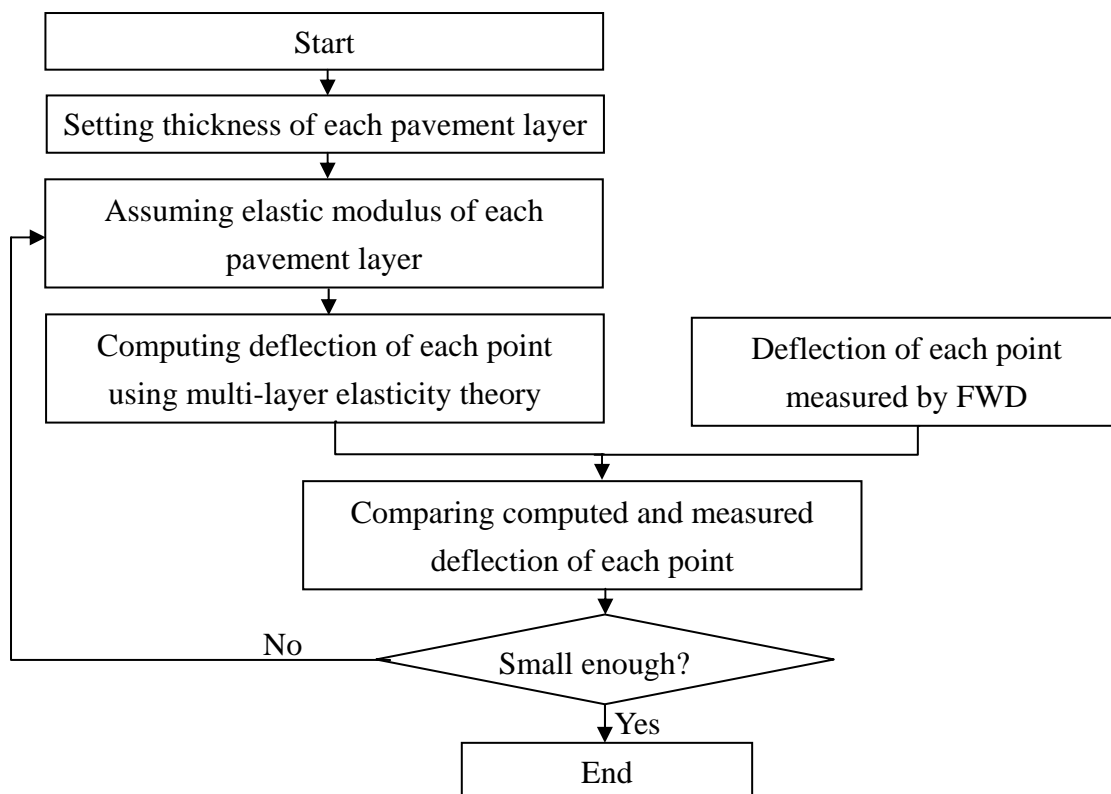 Start
Setting thickness of each pavement layer
Assuming elastic modulus of each
pavement layer
Computing deflection of each point
using multi-layer elasticity theory
Deflection of each point
measured by FWD
Comparing computed and measured
deflection of each point
No
Small enough?
Yes
End